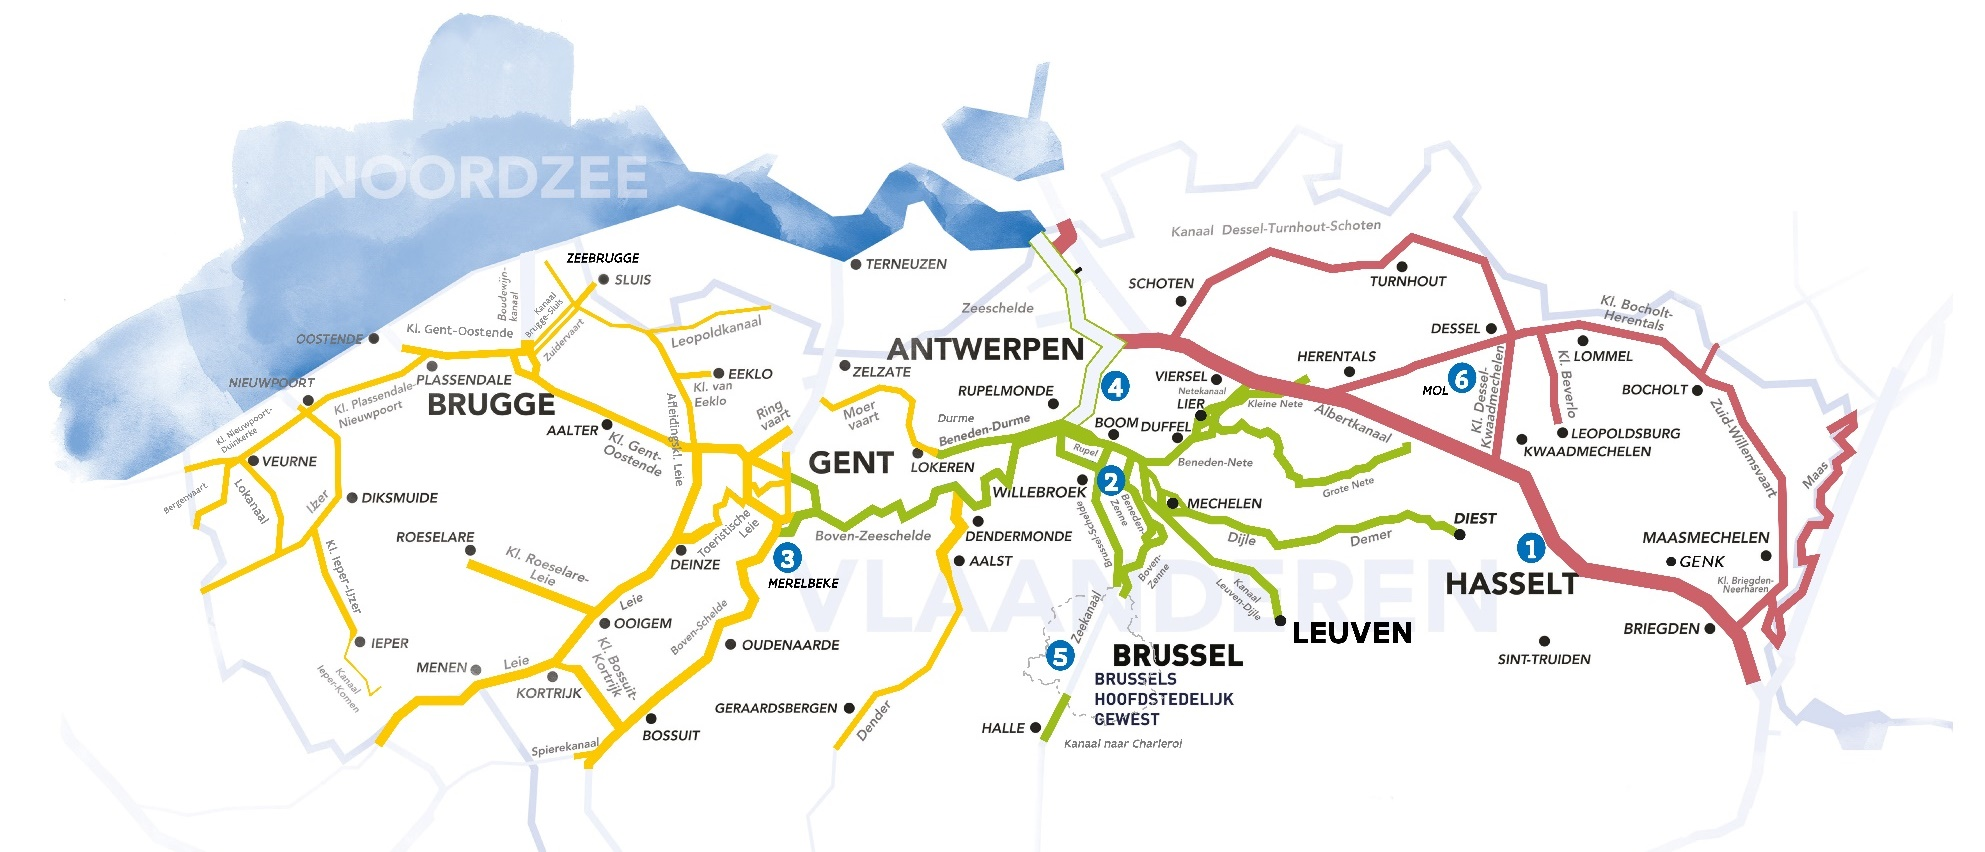 NOORDZEE
ZEEBRUGGE
SLUIS
TERNEUZEN
Kanaal Dessel-Turnhout-Schoten
TURNHOUT
SCHOTEN
Boudewijn-
kanaal
Kanaal
Brugge-Sluis
Zuidervaart
Zeeschelde
Kl. Bocholt-
Herentals
OOSTENDE
Kl. Gent-Oostende
Leopoldkanaal
ANTWERPEN
DESSEL
LOMMEL
HERENTALS
NIEUWPOORT
PLASSENDALE
Kl. Plassendale-
Nieuwpoort
BRUGGE
EEKLO
Kl. van
Eeklo
ZELZATE
RUPELMONDE
VIERSEL
Netekanaal
LIER
Kleine Nete
4
6
MOL
BOCHOLT
Kl. Beverlo
Kl. Dessel-
Kwaadmechelen
Zuid-Willemsvaart
Kl. Nieuwpoort-
Duinkerke
AALTER
Kl. Gent-
Oostende
Afleidingskl. Leie
Ring
vaart
Moer
vaart
Durme
Beneden-Durme
BOOM
DUFFEL
Albertkanaal
LEOPOLDSBURG
KWAADMECHELEN
VEURNE
GENT
LOKEREN
Rupel
Beneden-Nete
Grote Nete
Maas
Bergenvaart
Lokanaal
IJzer
DIKSMUIDE
WILLEBROEK
2
MECHELEN
Beneden-
Zenne
DIEST
ROESELARE
Kl. Roeselare-
Leie
Toeristische
Leie
Boven-Zeeschelde
DENDERMONDE
Brussel-Schelde
Dijle
Demer
MAASMECHELEN
GENK
Kl. Ieper-IJzer
DEINZE
3
MERELBEKE
AALST
Boven-
Zenne
Kanaal
Leuven-Dijle
1
HASSELT
Kl. Briegden-
Neerharen
VLAANDEREN
Leie
OOIGEM
Boven-Schelde
Zeekanaal
LEUVEN
BRIEGDEN
IEPER
OUDENAARDE
5
BRUSSEL
BRUSSELS
HOOFDSTEDELIJK
GEWEST
SINT-TRUIDEN
MENEN
Leie
KORTRIJK
Kl. Bossuit-
Kortrijk
Kanaal
Ieper-Komen
GERAARDSBERGEN
Dender
HALLE
Kanaal naar Charleroi
BOSSUIT
Spierekanaal